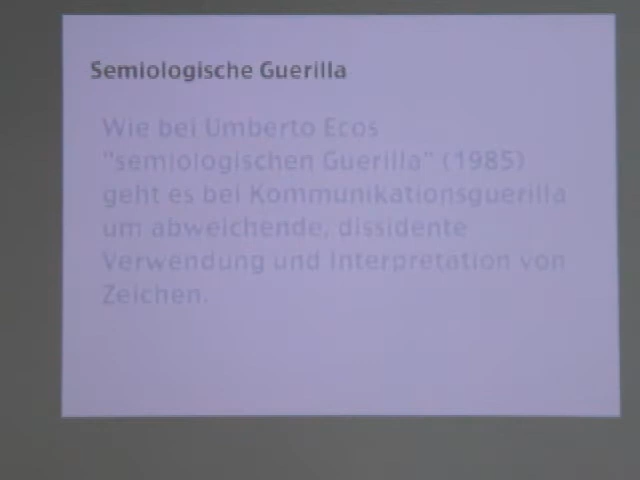 Semiologische Guerilla
Wie bei Umberto Ecos
"semiologischen Guerilla" (1985)
geht es bei Kommunikationsguerilla
um abweichende, dissidente
Verwendung und Interpretation von
Zeichen.